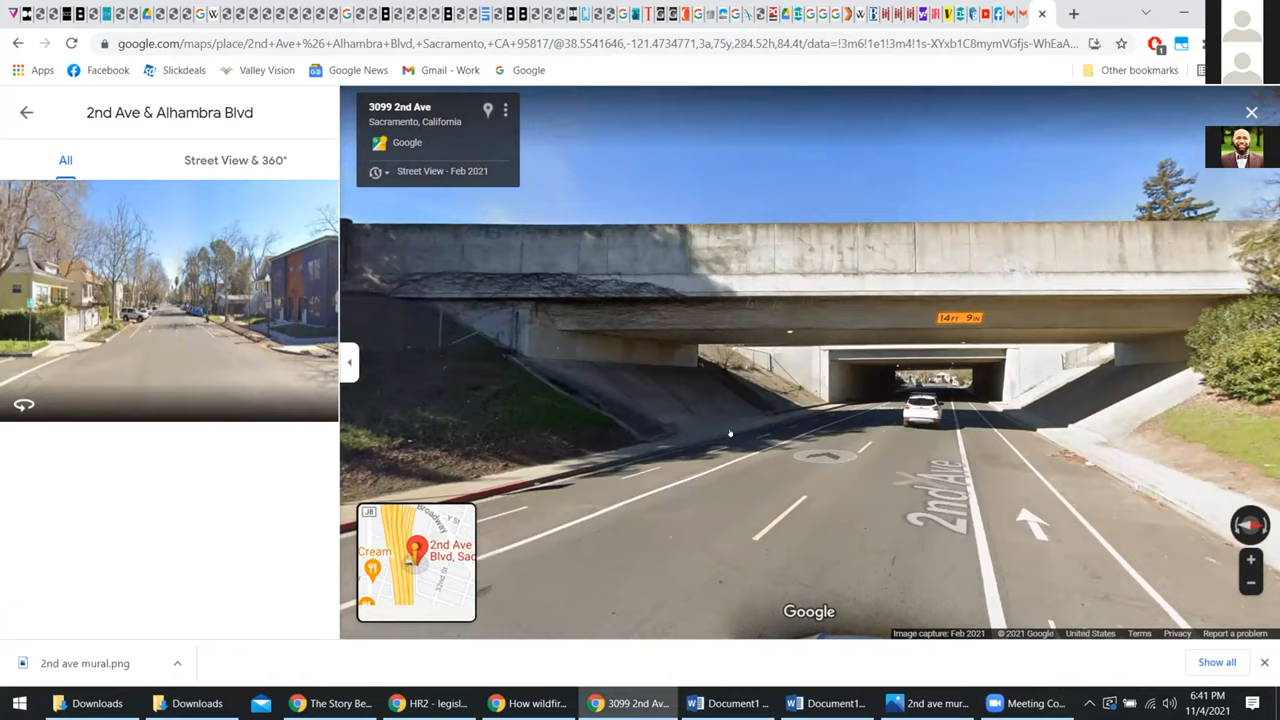 google.com/maps/place/2nd+Ave+%26+Alhambra+Blvd,+Sacramento,+CA+95817/@38.5541646,-121.4734771,3a,75y,284.52h,84.4t/data=!3m6!1e1!3m4!1s-XYxb1C8mymVGfjs-WhEaA...
1
Apps
Facebook
Slickdeals
Valley Vision
Google News
Gmail - Work
Google
Other bookmarks
2nd Ave & Alhambra Blvd
All
Street View & 360°
3099 2nd Ave
Sacramento, California
Google
Street View - Feb 2021
14 FT 9 IN
2nd Ave
J8
Broadway
Y St
Cream
2nd Ave
Blvd, Sac
32nd St
Google
Image capture: Feb 2021 © 2021 Google United States Terms Privacy Report a problem
2nd ave mural.png
Show all
Downloads
Downloads
The Story Be...
HR2 - legisl...
How wildfir...
3099 2nd Av...
Document1 ...
Document1...
2nd ave mur...
Meeting Co...
6:41 PM
11/4/2021